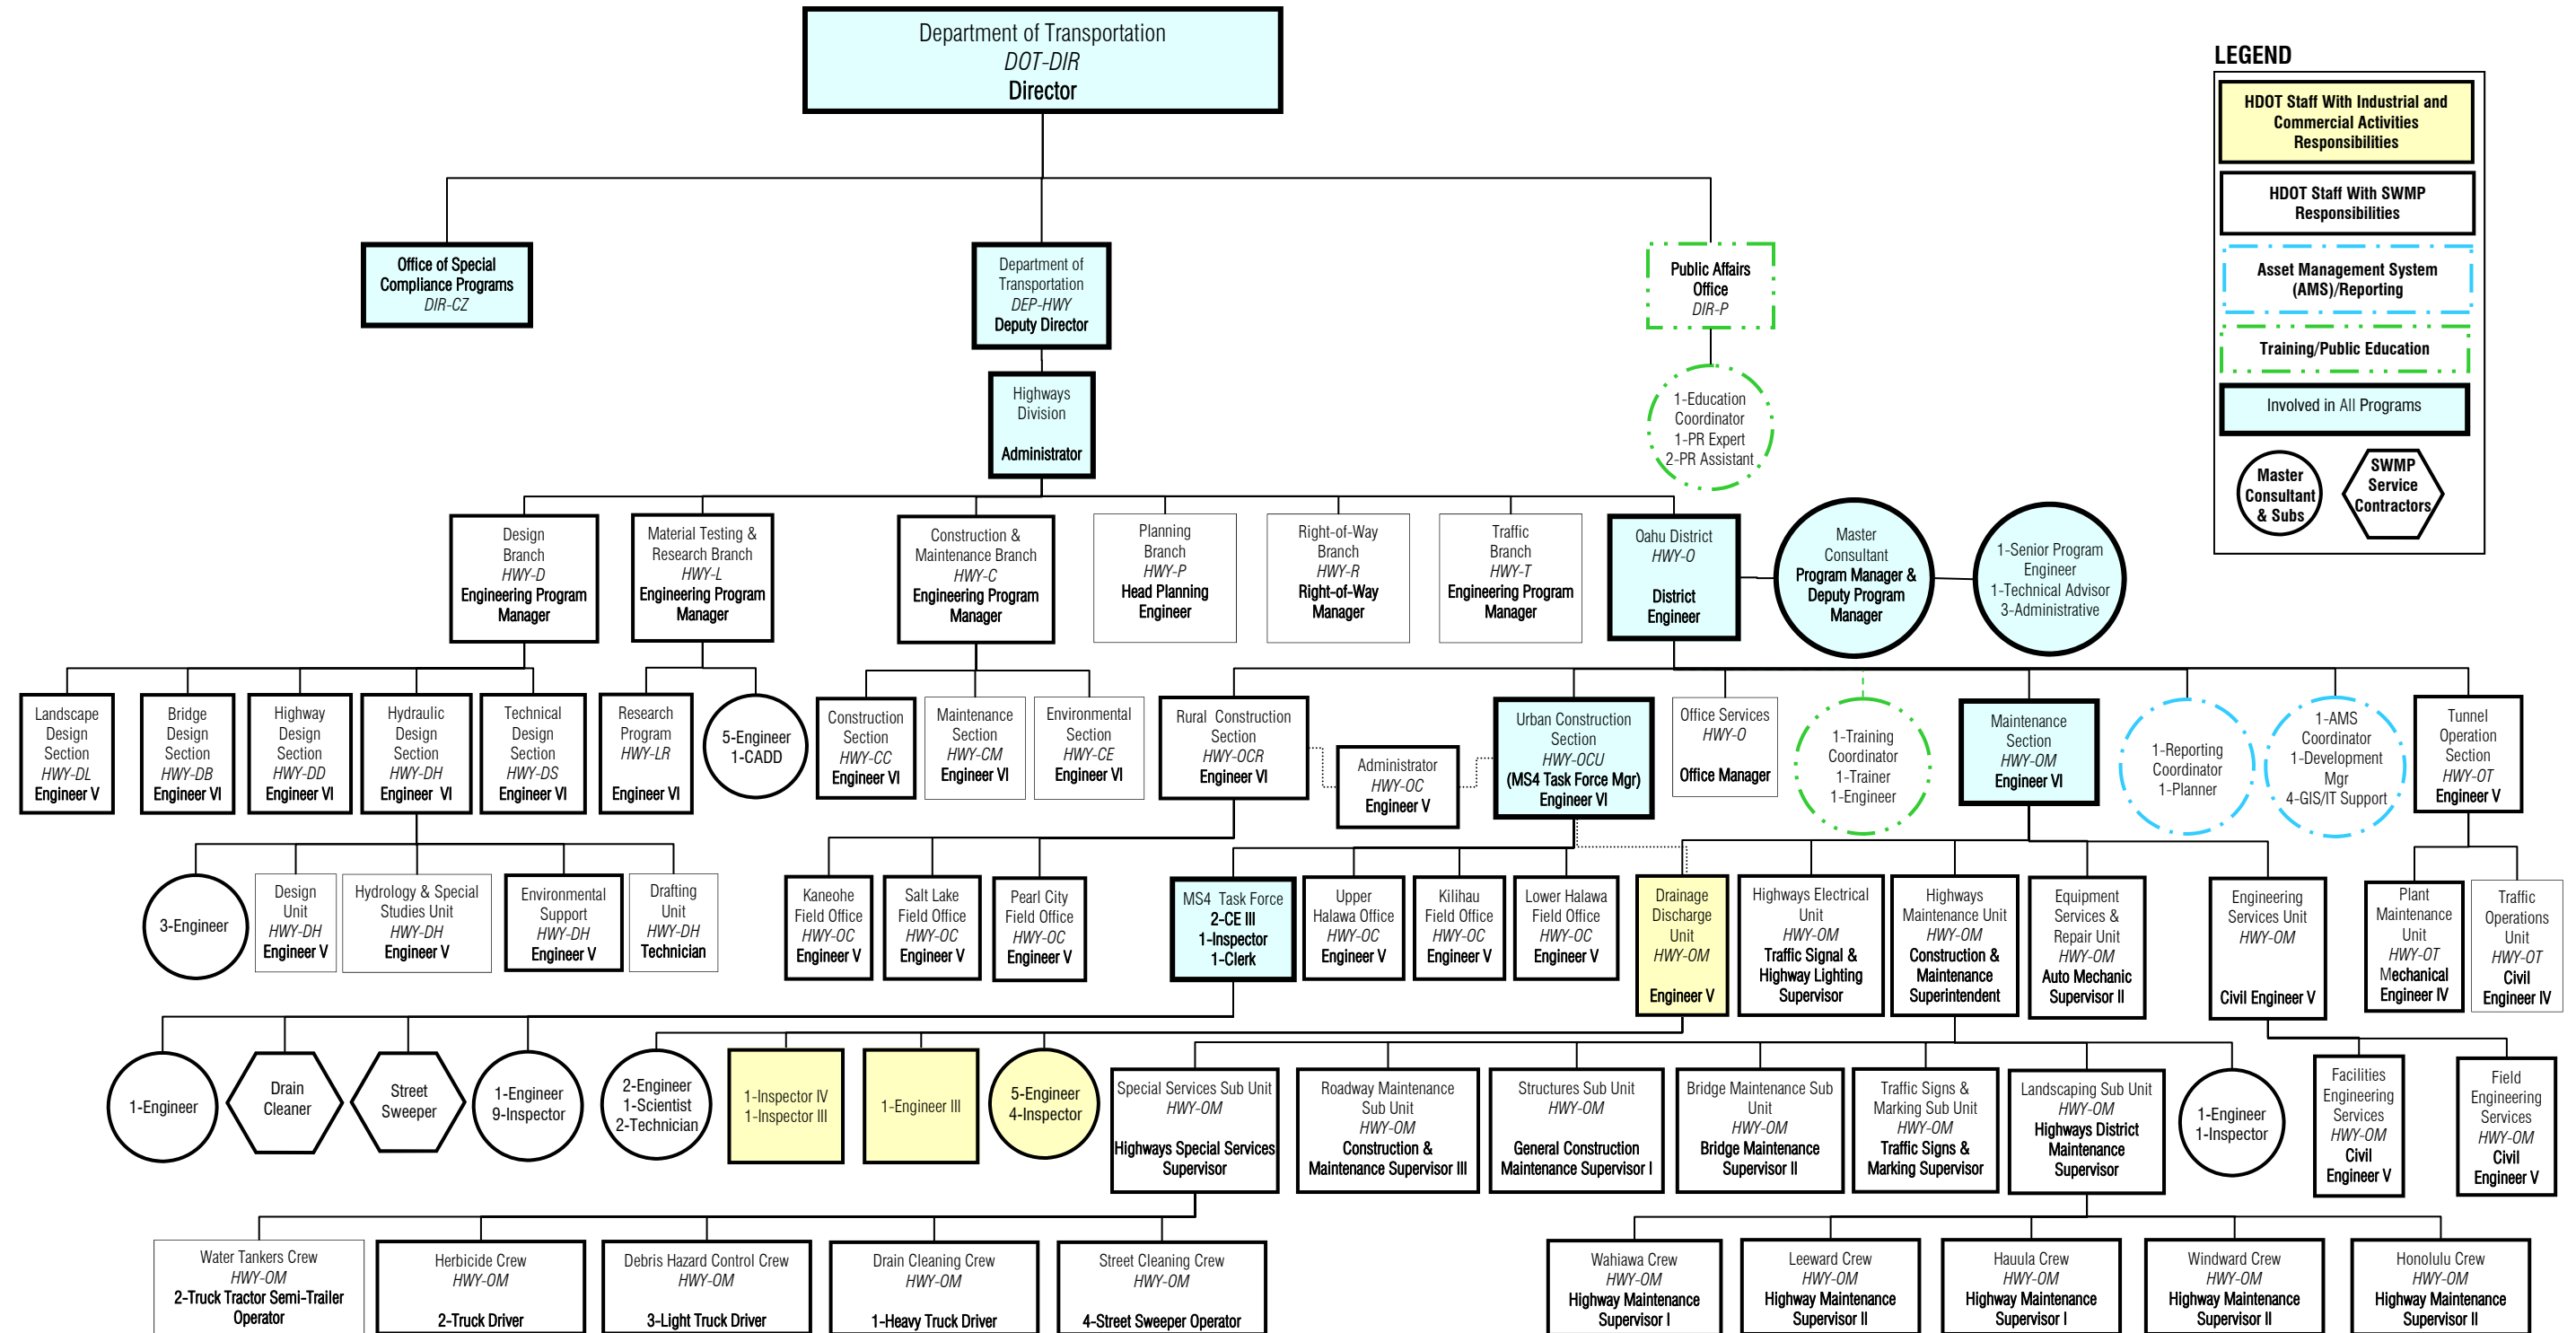 Department of Transportation
DOT-DIR
Director
LEGEND
HDOT Staff With Industrial and
Commercial Activities
Responsibilities
HDOT Staff With SWMP
Responsibilities
Asset Management System
(AMS)/Reporting
Training/Public Education
Involved in All Programs
Master
Consultant
& Subs
SWMP
Service
Contractors
Office of Special
Compliance Programs
DIR-CZ
Department of
Transportation
DEP-HWY
Deputy Director
Public Affairs
Office
DIR-P
Highways
Division
Administrator
1-Education
Coordinator
1-PR Expert
2-PR Assistant
Design
Branch
HWY-D
Engineering Program
Manager
Material Testing &
Research Branch
HWY-L
Engineering Program
Manager
Construction &
Maintenance Branch
HWY-C
Engineering Program
Manager
Planning
Branch
HWY-P
Head Planning
Engineer
Right-of-Way
Branch
HWY-R
Right-of-Way
Manager
Traffic
Branch
HWY-T
Engineering Program
Manager
Oahu District
HWY-O
District
Engineer
Master
Consultant
Program Manager &
Deputy Program
Manager
1-Senior Program
Engineer
1-Technical Advisor
3-Administrative
Landscape
Design
Section
HWY-DL
Engineer V
Bridge
Design
Section
HWY-DB
Engineer VI
Highway
Design
Section
HWY-DD
Engineer VI
Hydraulic
Design
Section
HWY-DH
Engineer VI
Technical
Design
Section
HWY-DS
Engineer VI
Research
Program
HWY-LR
Engineer VI
5-Engineer
1-CADD
Construction
Section
HWY-CC
Engineer VI
Maintenance
Section
HWY-CM
Engineer VI
Environmental
Section
HWY-CE
Engineer VI
Rural Construction
Section
HWY-OCR
Engineer VI
Administrator
HWY-OC
Engineer V
Urban Construction
Section
HWY-OCU
(MS4 Task Force Mgr)
Engineer VI
Office Services
HWY-O
Office Manager
1-Training
Coordinator
1-Trainer
1-Engineer
Maintenance
Section
HWY-OM
Engineer VI
1-Reporting
Coordinator
1-Planner
1-AMS
Coordinator
1-Development
Mgr
4-GIS/IT Support
Tunnel
Operation
Section
HWY-OT
Engineer V
3-Engineer
Design
Unit
HWY-DH
Engineer V
Hydrology & Special
Studies Unit
HWY-DH
Engineer V
Environmental
Support
HWY-DH
Engineer V
Drafting
Unit
HWY-DH
Technician
Kaneohe
Field Office
HWY-OC
Engineer V
Salt Lake
Field Office
HWY-OC
Engineer V
Pearl City
Field Office
HWY-OC
Engineer V
MS4 Task Force
2-CE III
1-Inspector
1-Clerk
Upper
Halawa Office
HWY-OC
Engineer V
Kilihau
Field Office
HWY-OC
Engineer V
Lower Halawa
Field Office
HWY-OC
Engineer V
Drainage
Discharge
Unit
HWY-OM
Engineer V
Highways Electrical
Unit
HWY-OM
Traffic Signal &
Highway Lighting
Supervisor
Highways
Maintenance Unit
HWY-OM
Construction &
Maintenance
Superintendent
Equipment
Services &
Repair Unit
HWY-OM
Auto Mechanic
Supervisor II
Engineering
Services Unit
HWY-OM
Civil Engineer V
Plant
Maintenance
Unit
HWY-OT
Mechanical
Engineer IV
Traffic
Operations
Unit
HWY-OT
Civil
Engineer IV
1-Engineer
Drain
Cleaner
Street
Sweeper
1-Engineer
9-Inspector
2-Engineer
1-Scientist
2-Technician
1-Inspector IV
1-Inspector III
1-Engineer III
5-Engineer
4-Inspector
Special Services Sub Unit
HWY-OM
Highways Special Services
Supervisor
Roadway Maintenance
Sub Unit
HWY-OM
Construction &
Maintenance Supervisor III
Structures Sub Unit
HWY-OM
General Construction
Maintenance Supervisor I
Bridge Maintenance Sub
Unit
HWY-OM
Bridge Maintenance
Supervisor II
Traffic Signs &
Marking Sub Unit
HWY-OM
Traffic Signs &
Marking Supervisor
Landscaping Sub Unit
HWY-OM
Highways District
Maintenance
Supervisor
1-Engineer
1-Inspector
Facilities
Engineering
Services
HWY-OM
Civil
Engineer V
Field
Engineering
Services
HWY-OM
Civil
Engineer V
Water Tankers Crew
HWY-OM
2-Truck Tractor Semi-Trailer
Operator
Herbicide Crew
HWY-OM
2-Truck Driver
Debris Hazard Control Crew
HWY-OM
3-Light Truck Driver
Drain Cleaning Crew
HWY-OM
1-Heavy Truck Driver
Street Cleaning Crew
HWY-OM
4-Street Sweeper Operator
Wahiawa Crew
HWY-OM
Highway Maintenance
Supervisor I
Leeward Crew
HWY-OM
Highway Maintenance
Supervisor II
Hauula Crew
HWY-OM
Highway Maintenance
Supervisor I
Windward Crew
HWY-OM
Highway Maintenance
Supervisor II
Honolulu Crew
HWY-OM
Highway Maintenance
Supervisor II